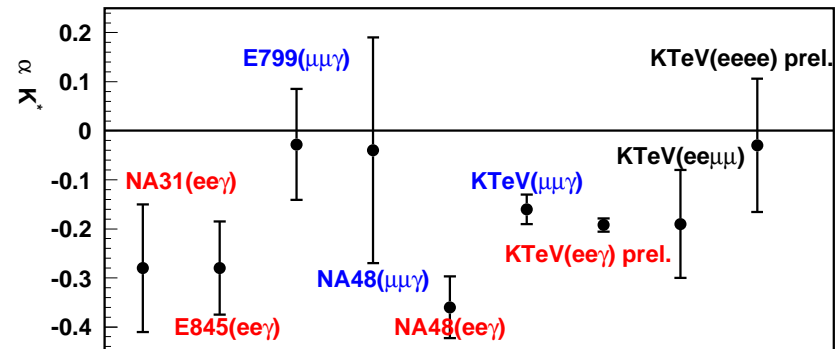 0.2
0.1
0
-0.1
-0.2
-0.3
-0.4
α K*
E799(μμγ)
KTeV(eeee) prel.
KTeV(eeμμ)
NA31(eeγ)
KTeV(μμγ)
KTeV(eeγ) prel.
NA48(μμγ)
E845(eeγ)
NA48(eeγ)